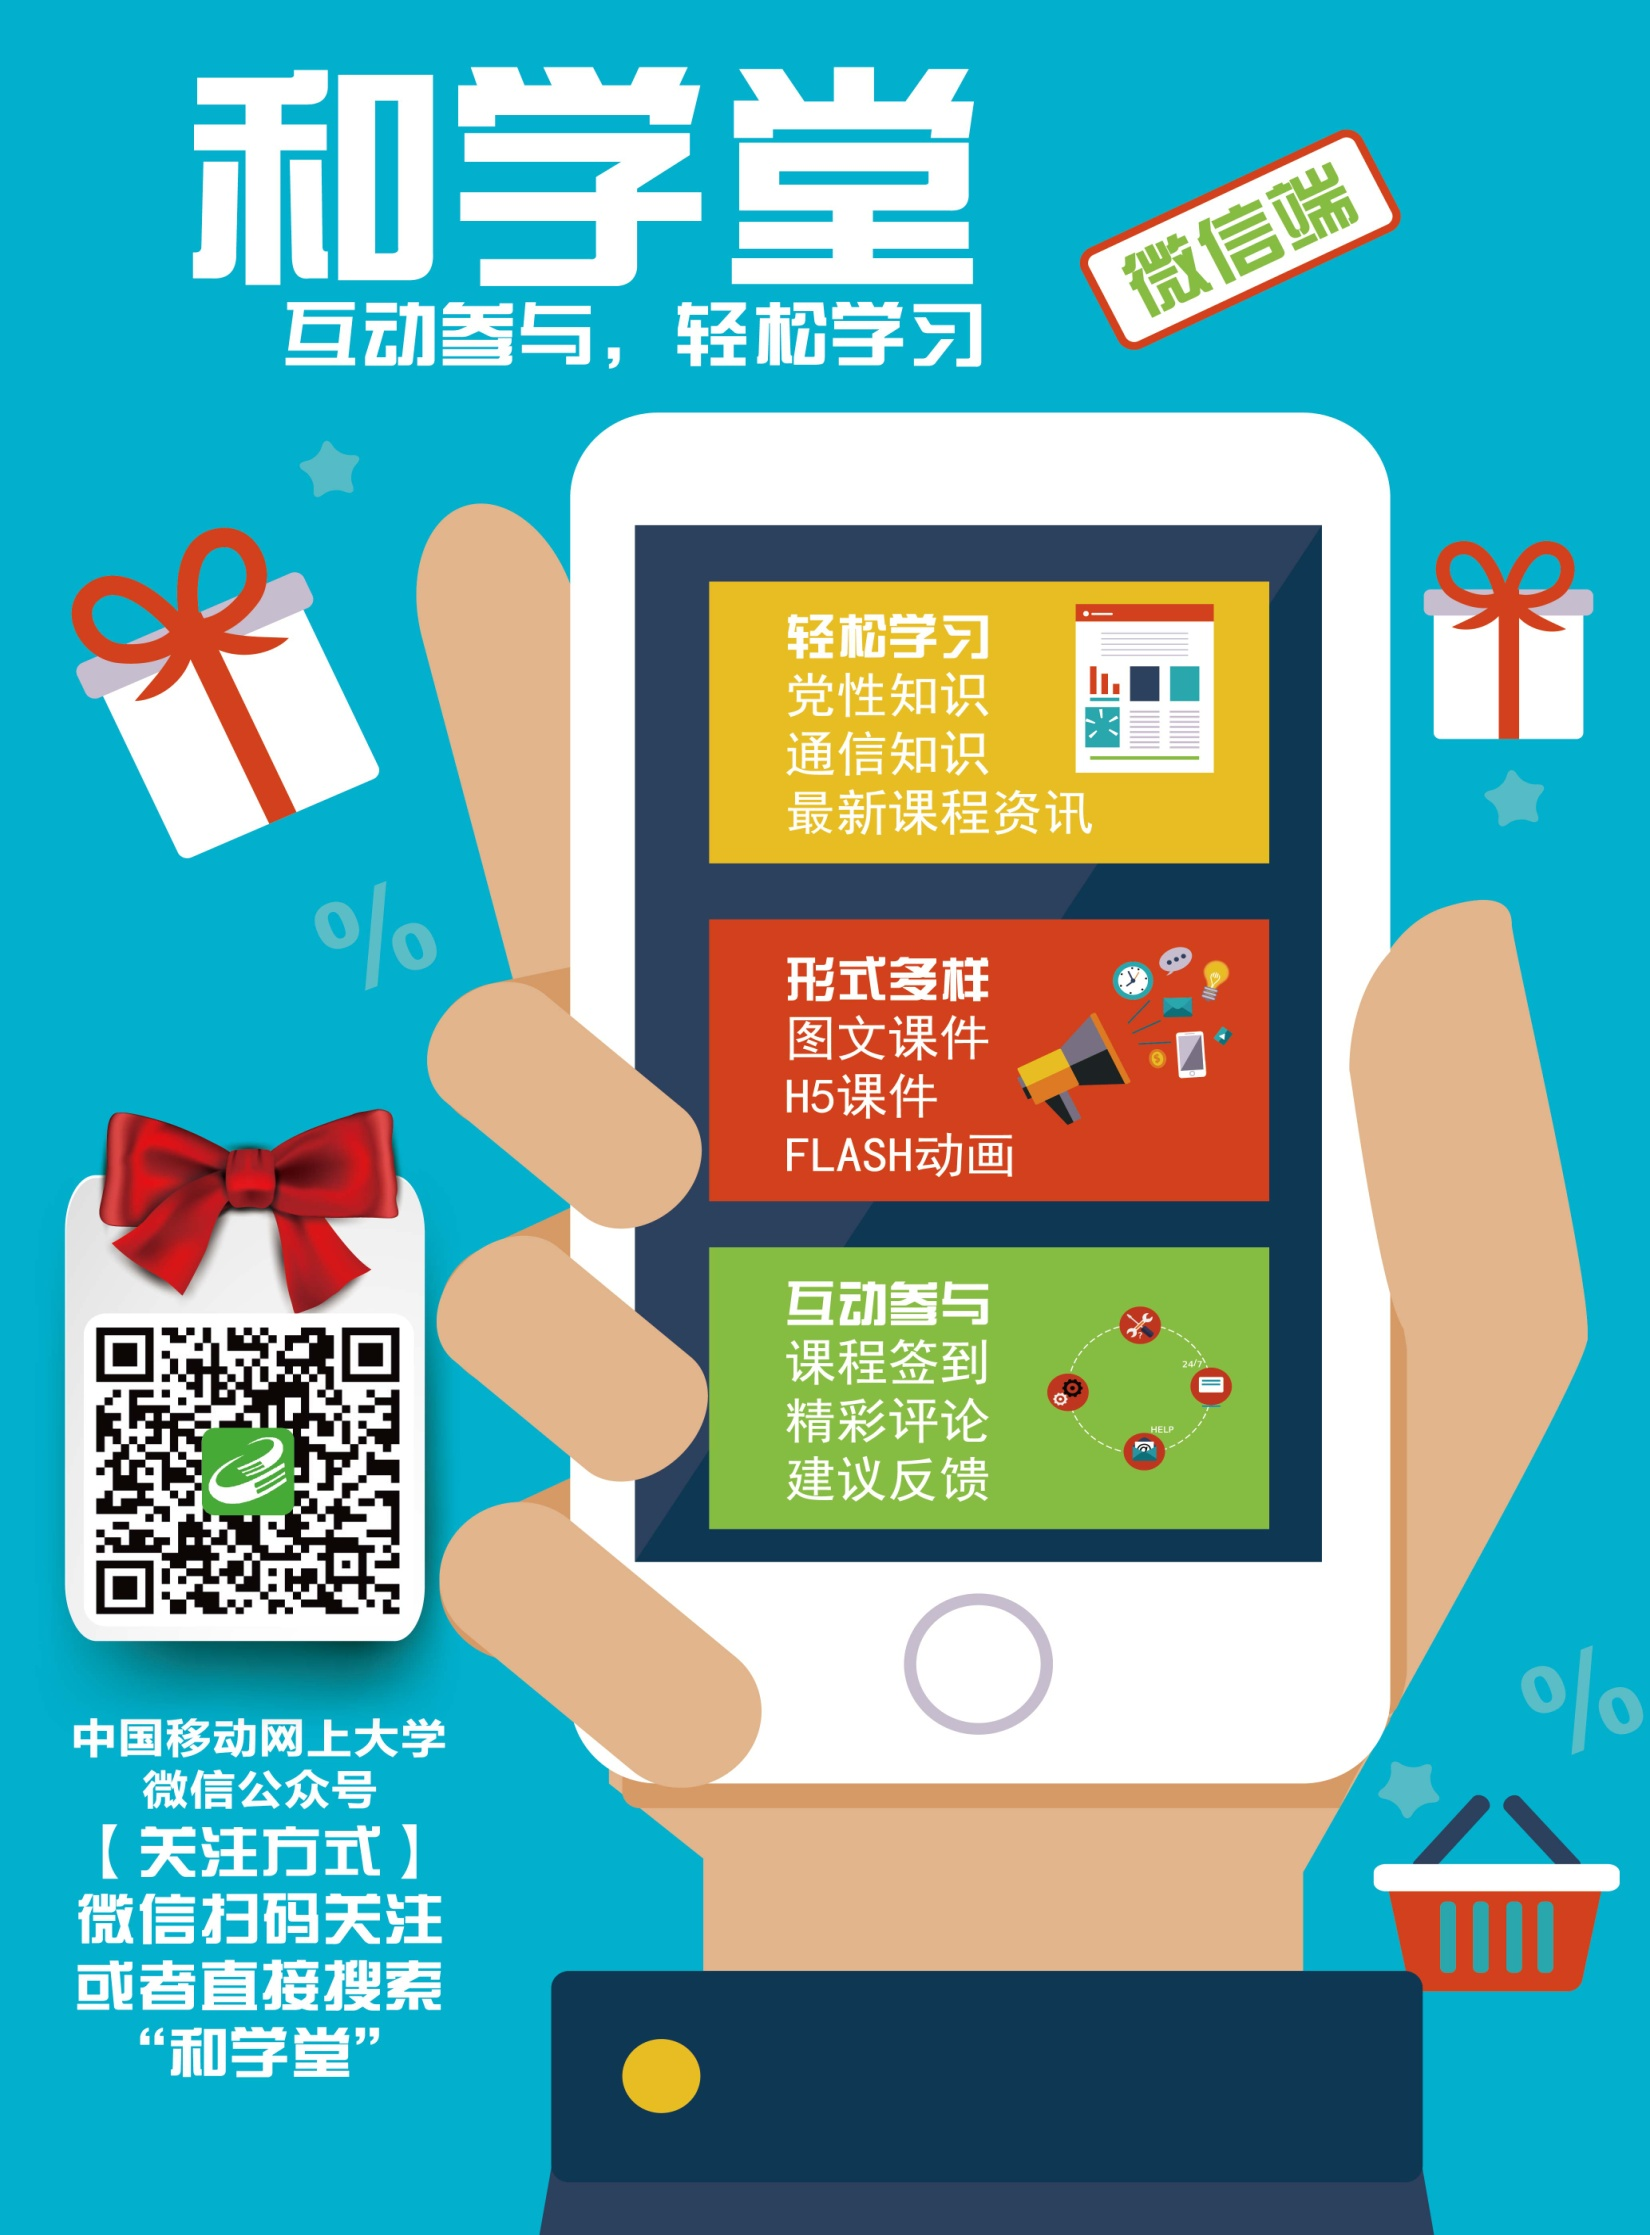 和学堂
互动参与，轻松学习
微信端
轻松学习
党性知识
通信知识
最新课程资讯
%
形式多样
图文课件
H5课件
FLASH动画
互动参与
课程签到
精彩评论
建议反馈
24/7
HELP
%
中国移动网上大学
微信公众号
【关注方式】
微信扫码关注
或者直接搜索
“和学堂”